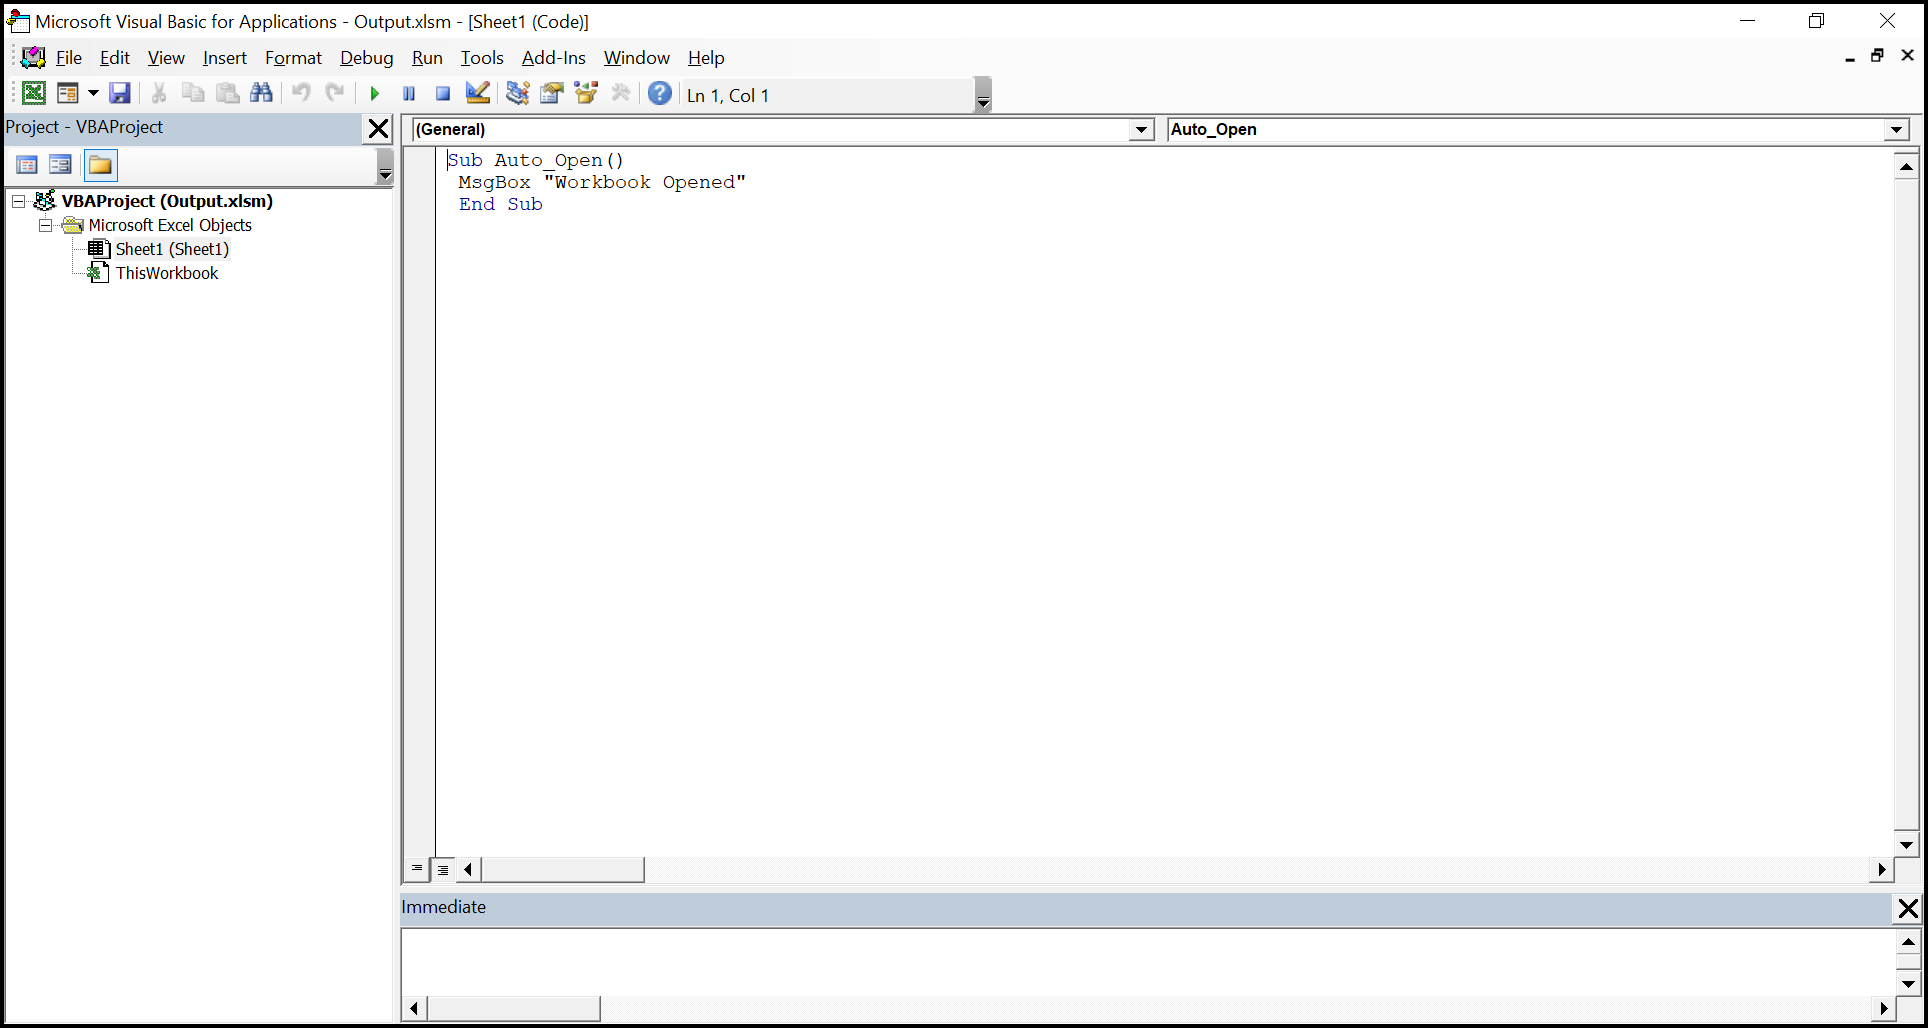 Microsoft Visual Basic for Applications - Output.xlsm - [Sheet1 (Code)]
File Edit View Insert Format Debug Run Tools Add-Ins Window Help
Ln 1, Col 1
Project - VBAProject
VBAProject (Output.xlsm)
Microsoft Excel Objects
Sheet1 (Sheet1)
ThisWorkbook
(General)
Auto_Open
Sub Auto_Open()
MsgBox "Workbook Opened"
End Sub
Immediate